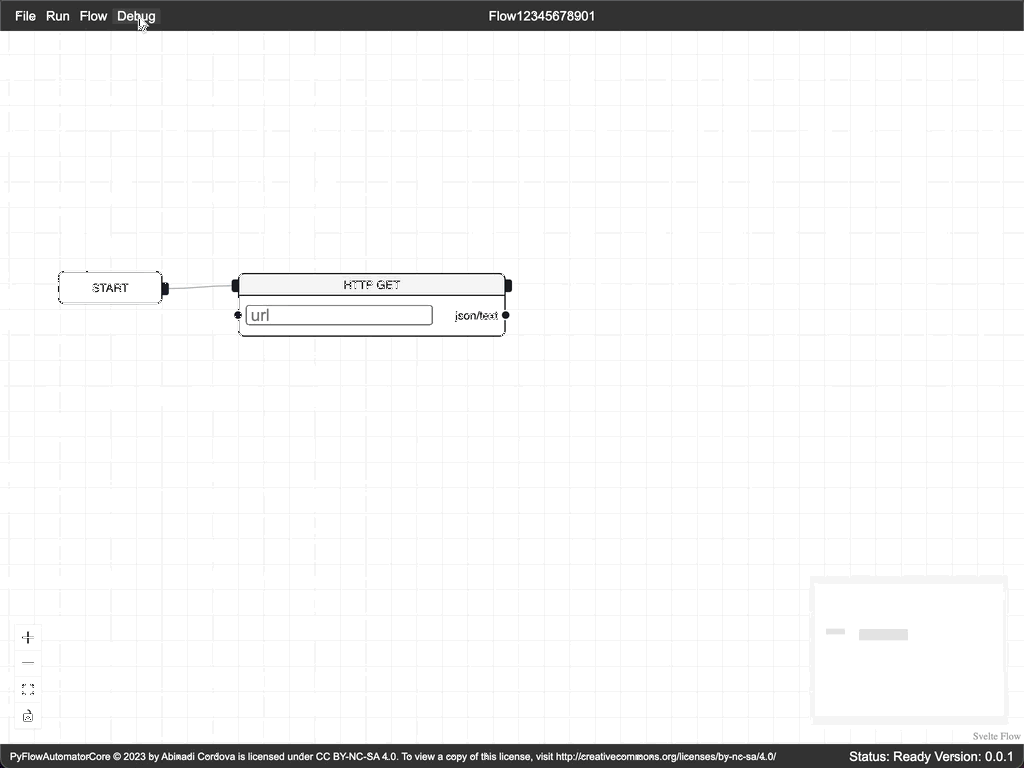 File Run Flow Debug Flow12345678901
START
HTTP GET
url json/text
Svelte Flow
PyFlowAutomatorCore © 2023 by Abinadi Cordova is licensed under CC BY-NC-SA 4.0. To view a copy of this license, visit http://creativecommons.org/licenses/by-nc-sa/4.0/ Status: Ready Version: 0.0.1